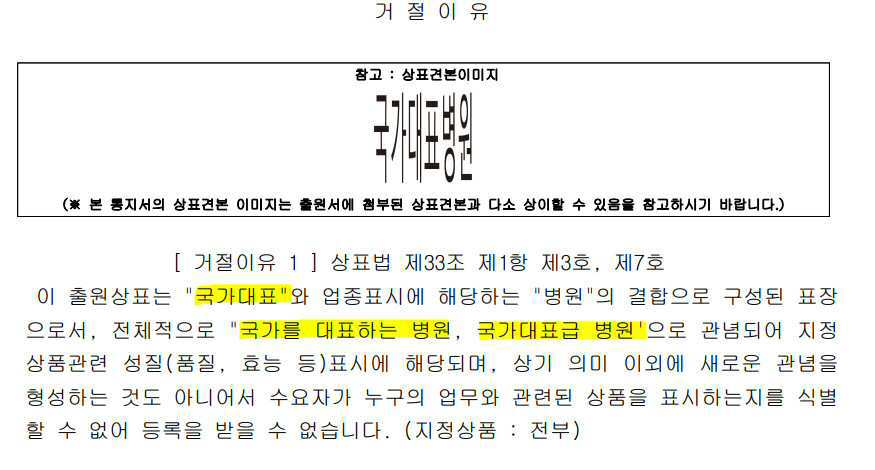 거 절 이 유
참고 : 상표견본이미지
국가대표병원
(※ 본 통지서의 상표견본 이미지는 출원서에 첨부된 상표견본과 다소 상이할 수 있음을 참고하시기 바랍니다.)
[ 거절이유 1 ] 상표법 제33조 제1항 제3호, 제7호
이 출원상표는 "국가대표"와 업종표시에 해당하는 "병원"의 결합으로 구성된 표장
으로서, 전체적으로 "국가를 대표하는 병원, 국가대표급 병원'으로 관념되어 지정
상품관련 성질(품질, 효능 등)표시에 해당되며, 상기 의미 이외에 새로운 관념을
형성하는 것도 아니어서 수요자가 누구의 업무와 관련된 상품을 표시하는지를 식별
할 수 없어 등록을 받을 수 없습니다. (지정상품 : 전부)